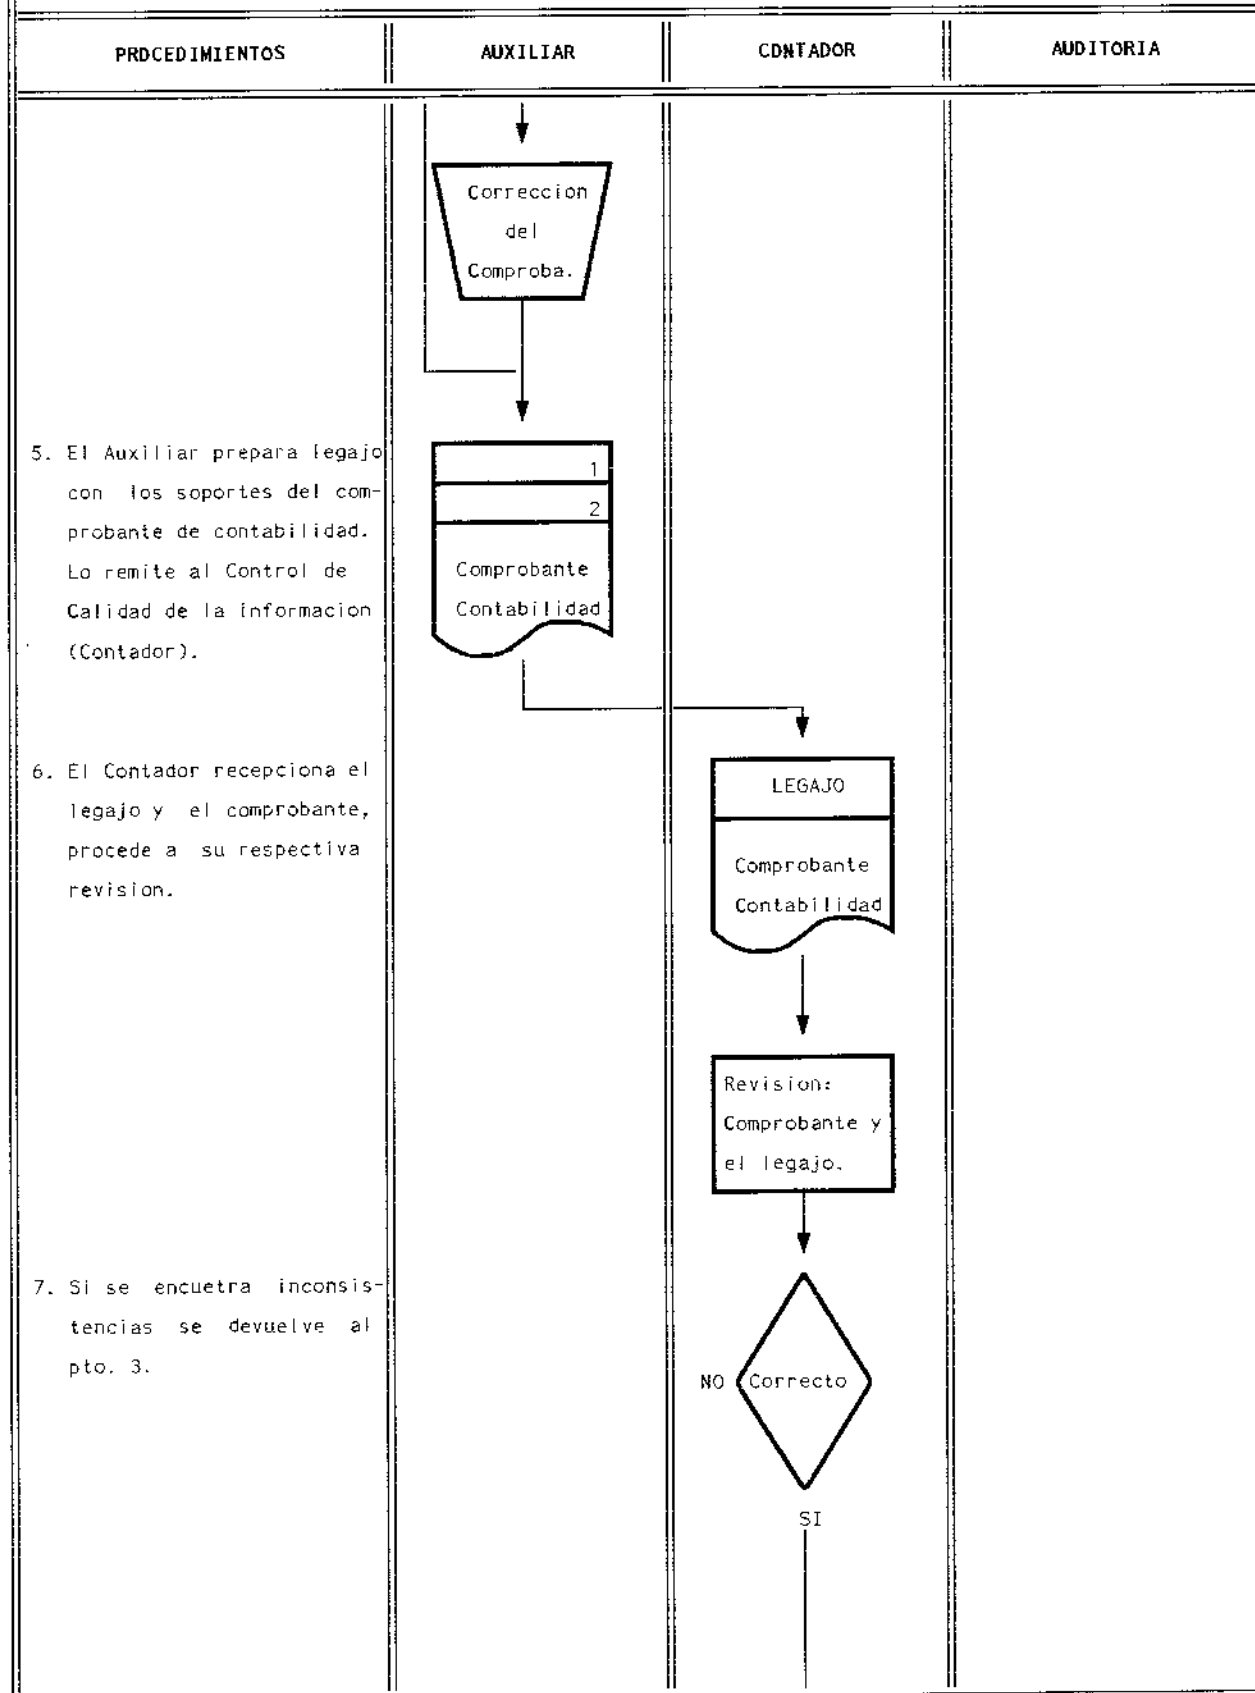 PROCEDIMIENTOS
AUXILIAR
CONTADOR
AUDITORIA
Correccion
del
Comproba.
5. El Auxiliar prepara legajo
con los soportes del com-
probante de contabilidad.
Lo remite al Control de
Calidad de la informacion
(Contador).
1
2
Comprobante
Contabilidad
6. El Contador recepciona el
legajo y el comprobante,
procede a su respectiva
revision.
LEGAJO
Comprobante
Contabilidad
Revision:
Comprobante y
el legajo.
7. Si se encuetra inconsis-
tencias se devuelve al
pto. 3.
NO
Correcto
SI